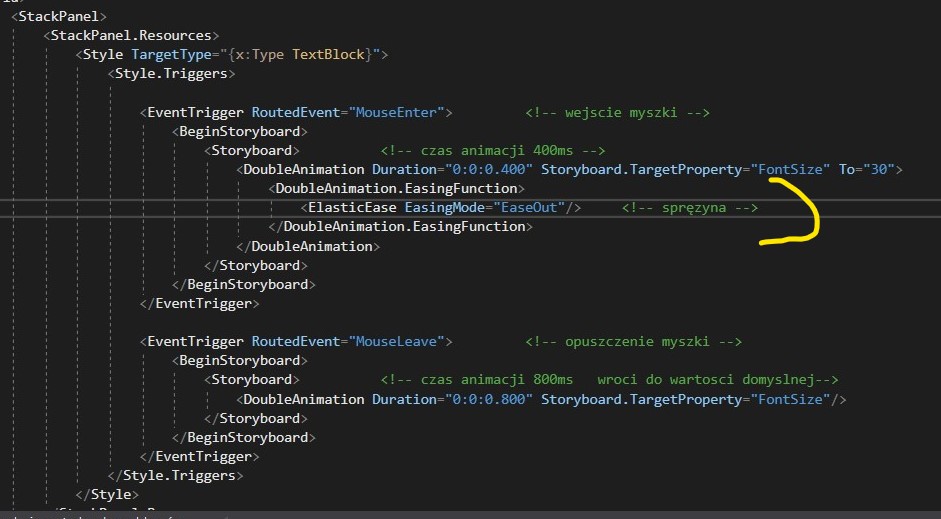 <StackPanel>
<StackPanel.Resources>
<Style TargetType="{x:Type TextBlock}">
<Style.Triggers>
<EventTrigger RoutedEvent="MouseEnter"> <!-- wejscie myszki -->
<BeginStoryboard>
<Storyboard> <!-- czas animacji 400ms -->
<DoubleAnimation Duration="0:0:0.400" Storyboard.TargetProperty="FontSize" To="30">
<DoubleAnimation.EasingFunction>
<ElasticEase EasingMode="EaseOut"/> <!-- spręzyna -->
</DoubleAnimation.EasingFunction>
</DoubleAnimation>
</Storyboard>
</BeginStoryboard>
</EventTrigger>
<EventTrigger RoutedEvent="MouseLeave"> <!-- opuszczenie myszki -->
<BeginStoryboard>
<Storyboard> <!-- czas animacji 800ms wroci do wartosci domyslnej-->
<DoubleAnimation Duration="0:0:0.800" Storyboard.TargetProperty="FontSize"/>
</Storyboard>
</BeginStoryboard>
</EventTrigger>
</Style.Triggers>
</Style>